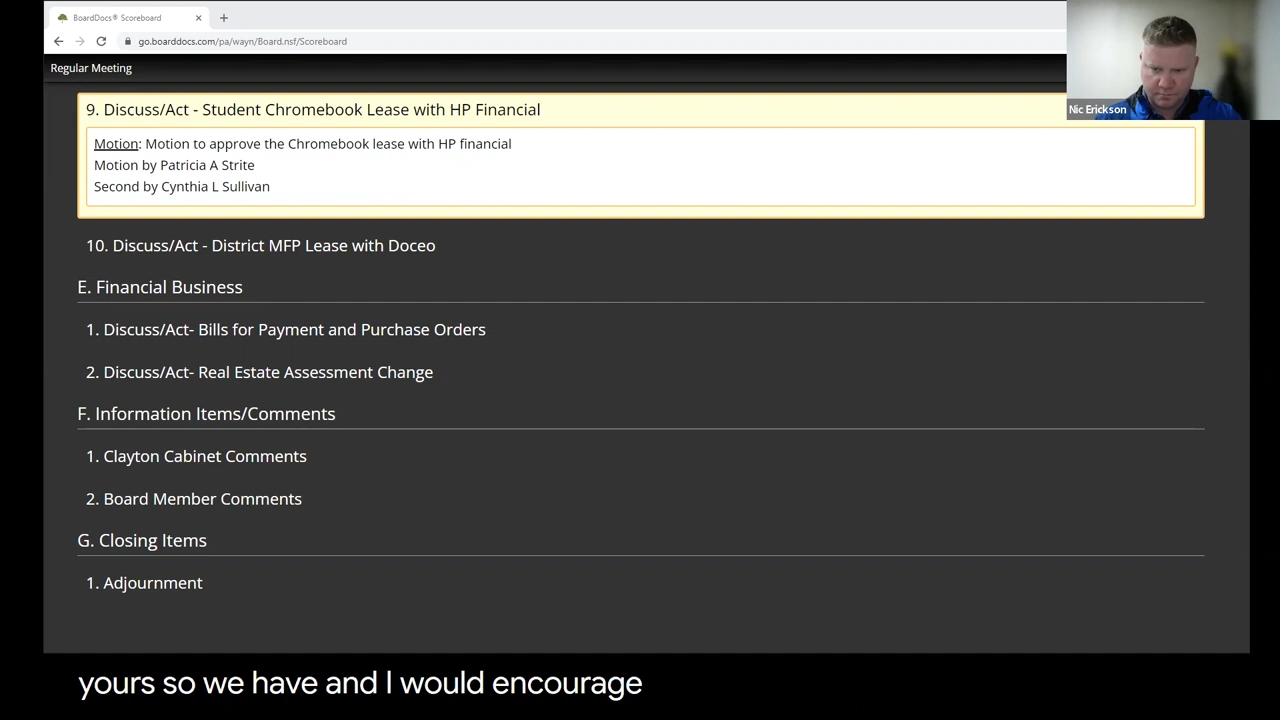 BoardDocs® Scoreboard
go.boarddocs.com/pa/wayn/Board.nsf/Scoreboard
Regular Meeting
Nic Erickson
9. Discuss/Act - Student Chromebook Lease with HP Financial
Motion: Motion to approve the Chromebook lease with HP financial
Motion by Patricia A Strite
Second by Cynthia L Sullivan
10. Discuss/Act - District MFP Lease with Doceo
E. Financial Business
1. Discuss/Act- Bills for Payment and Purchase Orders
2. Discuss/Act- Real Estate Assessment Change
F. Information Items/Comments
1. Clayton Cabinet Comments
2. Board Member Comments
G. Closing Items
1. Adjournment
yours so we have and I would encourage